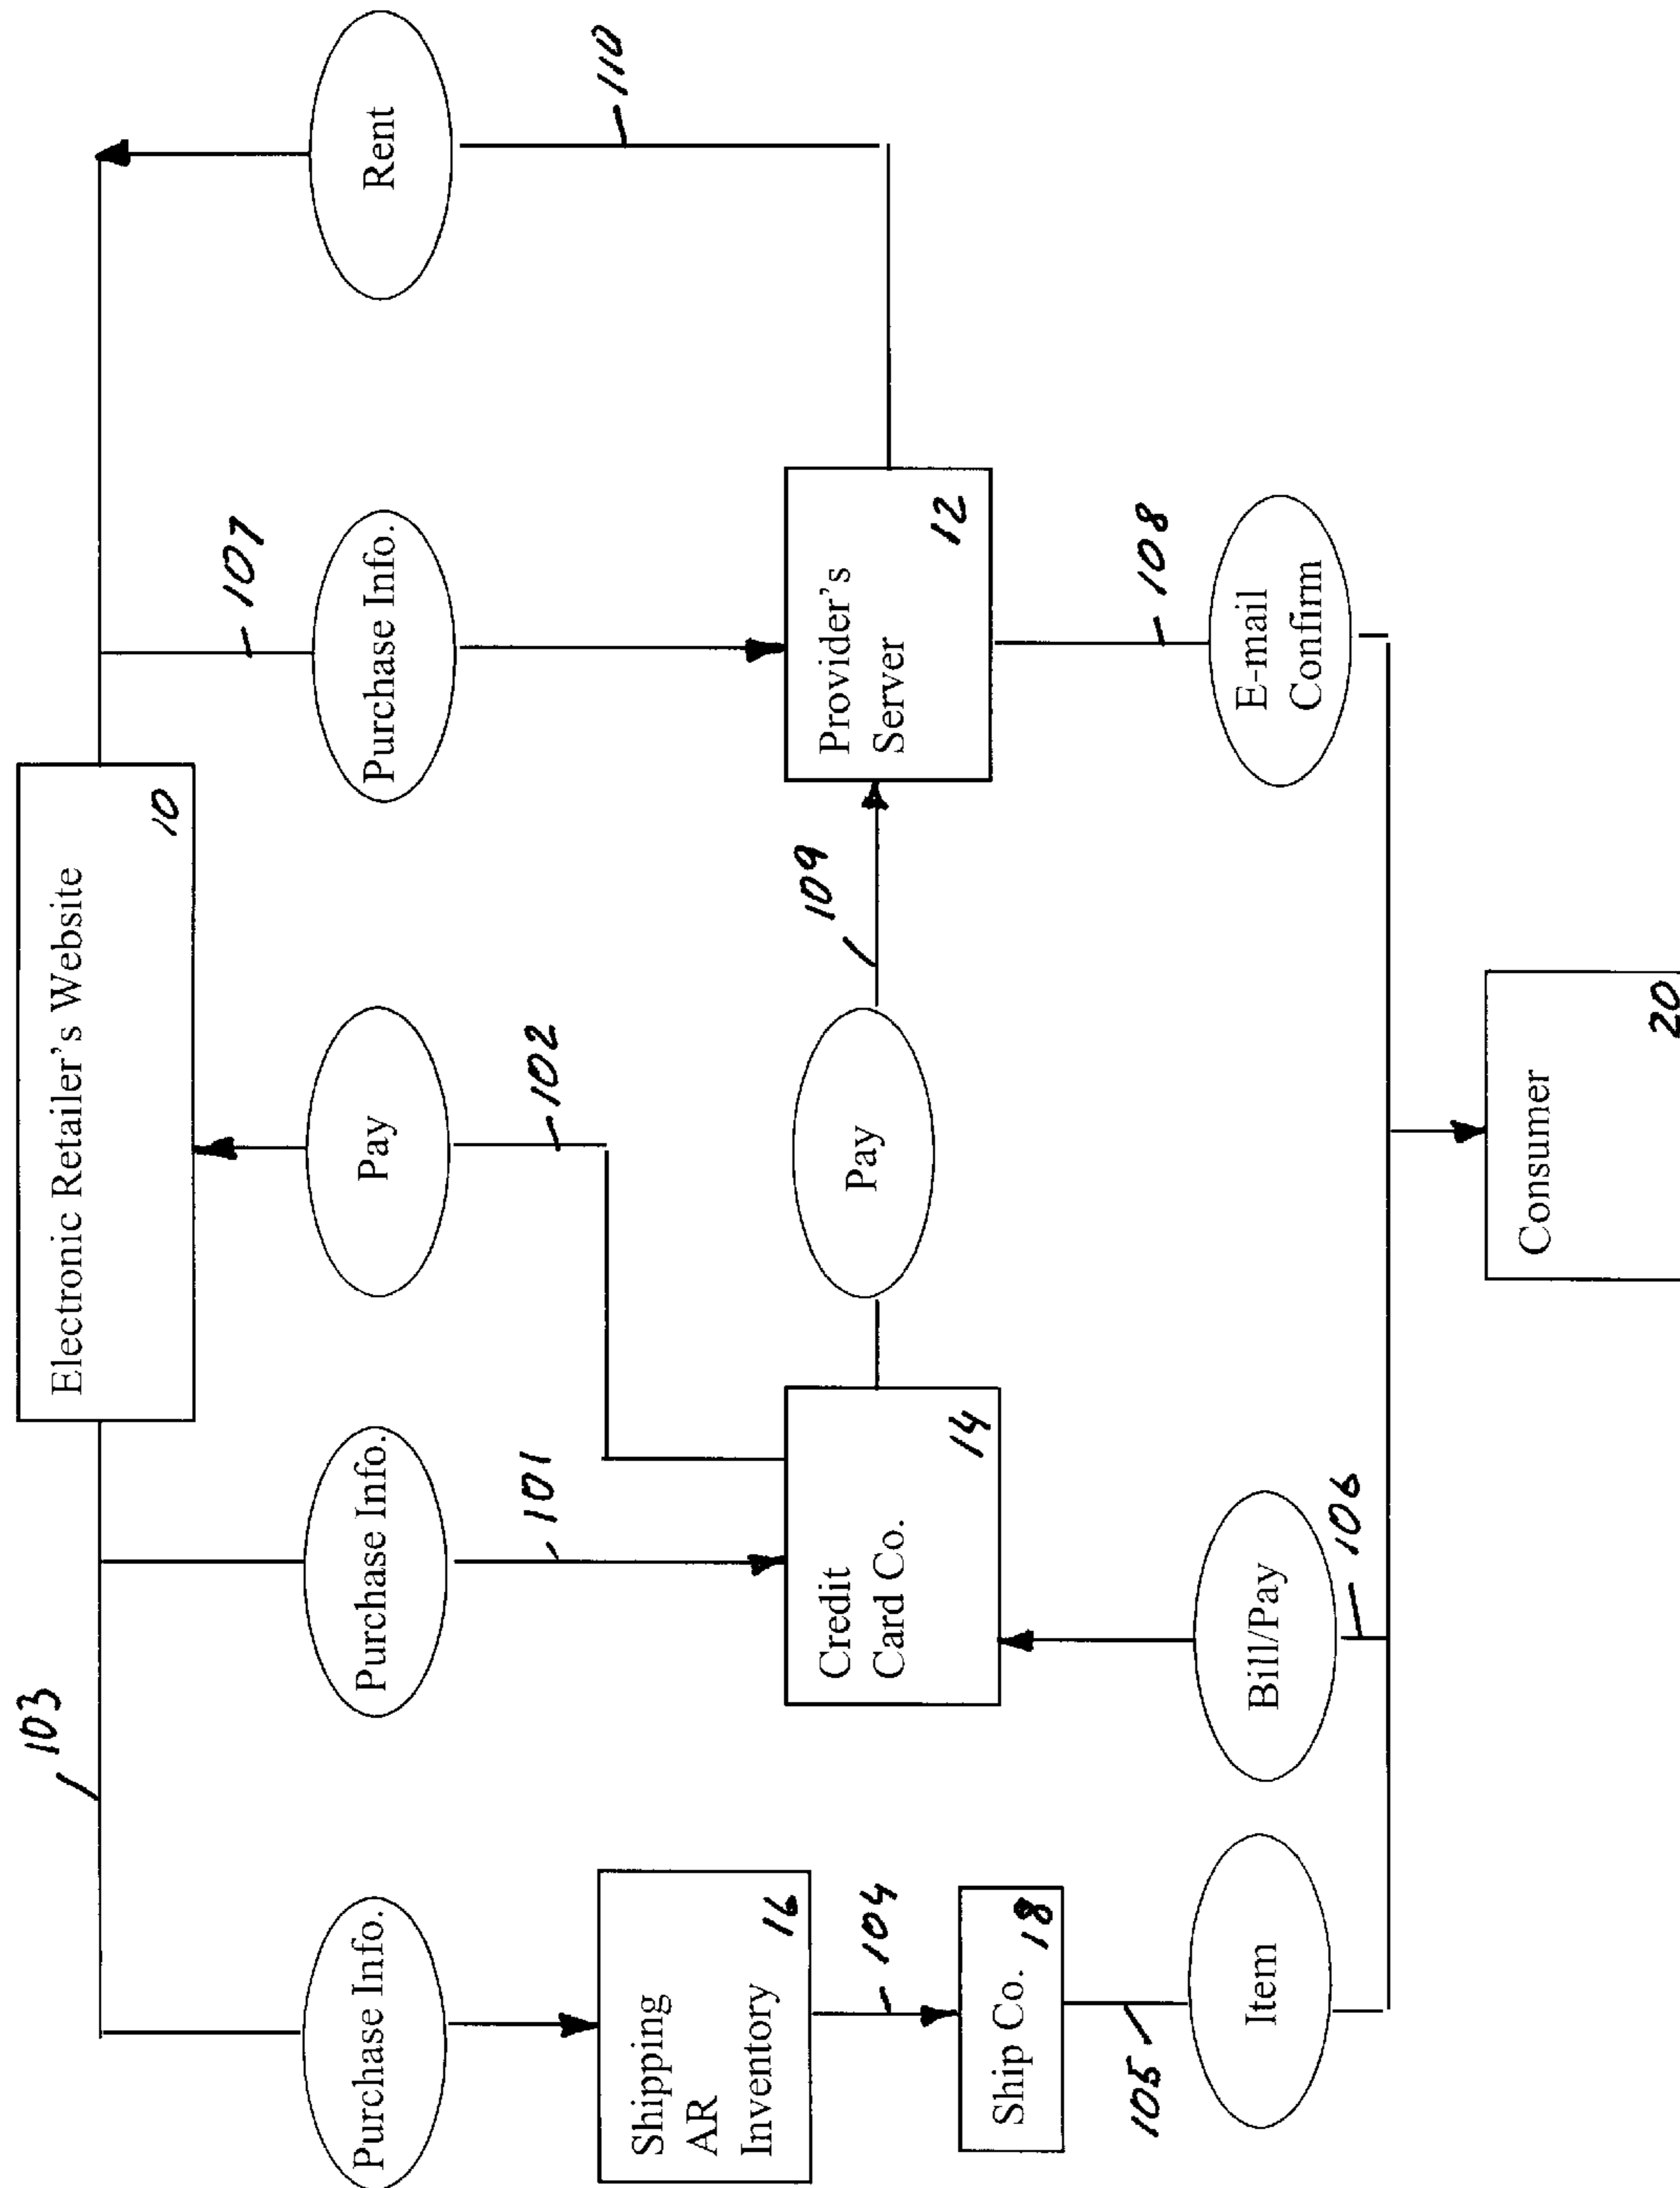 103
Electronic Retailer's Website
10
107
Purchase Info.
Purchase Info.
Pay
Purchase Info.
Rent
101
102
110
Shipping
AR
Inventory
16
Credit
Card Co.
14
109
Pay
Provider's
Server
12
104
Ship Co.
18
105
Item
Bill/Pay
106
108
E-mail
Confirm
Consumer
20